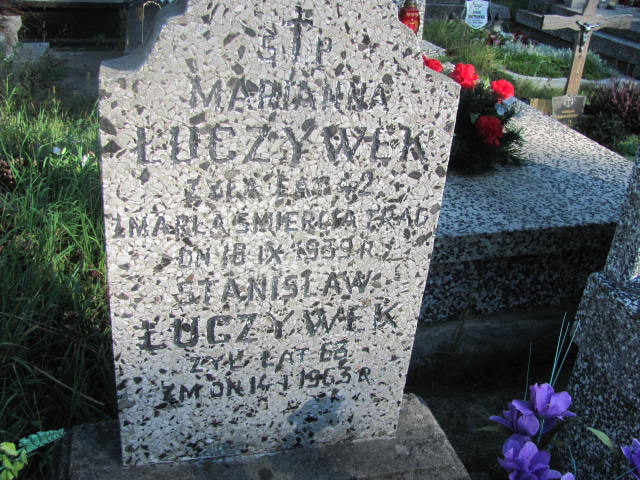 Ś P
MARIANNA
ŁUCZYWEK
ŻYŁA LAT 42
ZMARŁA ŚMIERCIĄ TRAG
DN 18 IX 1939 R
STANISŁAW
ŁUCZYWEK
ŻYŁ LAT 68
ZM DN 14 I 1963 R